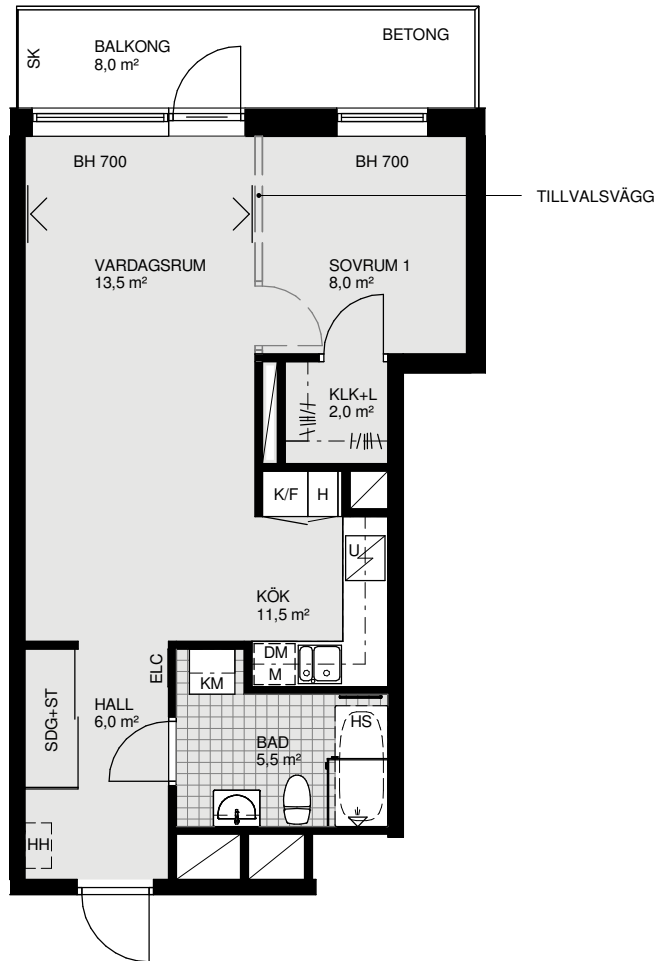 BALKONG
8,0 m²
BETONG
SK
BH 700
BH 700
TILLVALSVÄGG
VARDAGSRUM
13,5 m²
SOVRUM 1
8,0 m²
KLK+L
2,0 m²
K/F
H
U
KÖK
11,5 m²
DM
M
ELC
KM
SDG+ST
HALL
6,0 m²
HS
BAD
5,5 m²
HH